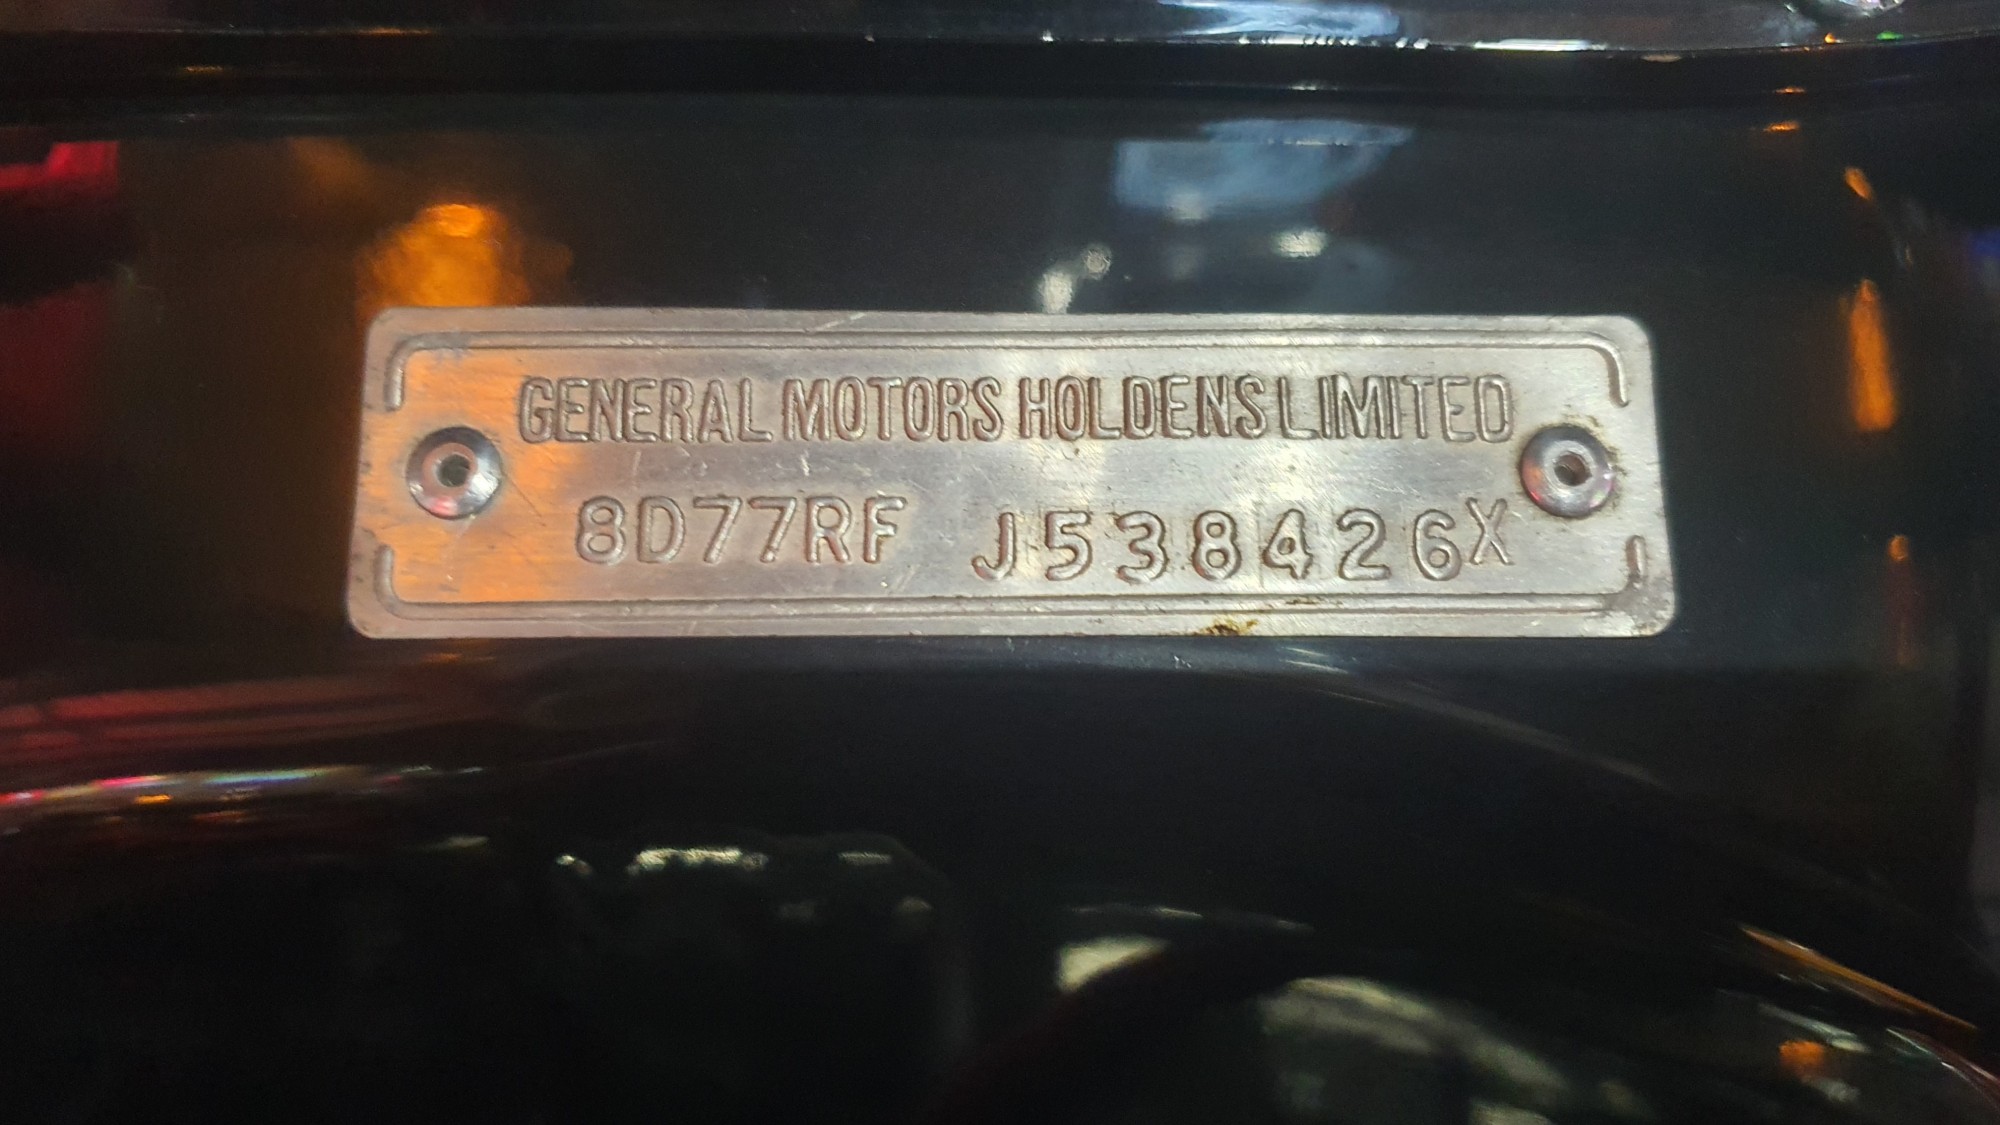 GENERAL MOTORS HOLDENS LIMITED
8D77RF J538426X